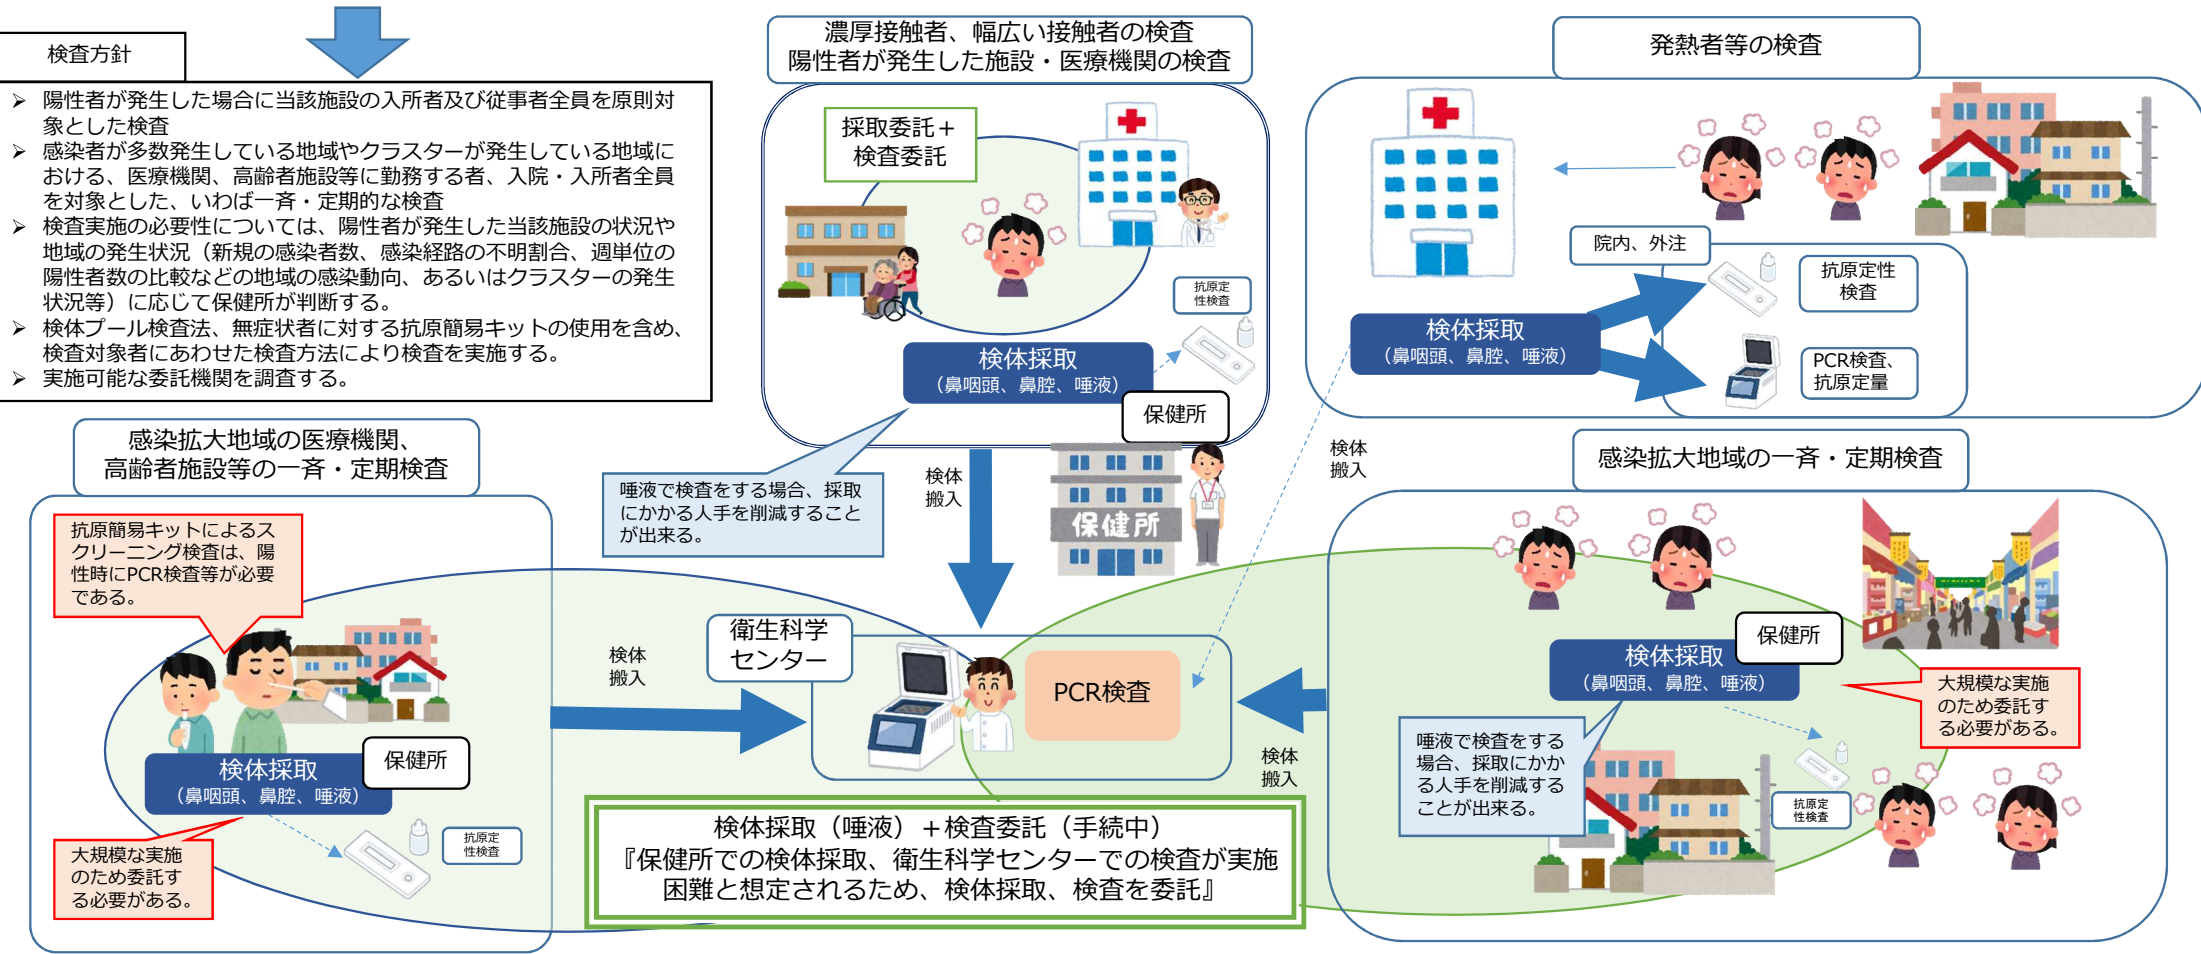 検査方針
➢ 陽性者が発生した場合に当該施設の入所者及び従事者全員を原則対
象とした検査
➢ 感染者が多数発生している地域やクラスターが発生している地域に
おける、医療機関、高齢者施設等に勤務する者、入院・入所者全員
を対象とした、いわば一斉・定期的な検査
➢ 検査実施の必要性については、陽性者が発生した当該施設の状況や
地域の発生状況（新規の感染者数、感染経路の不明割合、週単位の
陽性者数の比較などの地域の感染動向、あるいはクラスターの発生
状況等）に応じて保健所が判断する。
➢ 検体プール検査法、無症状者に対する抗原簡易キットの使用を含め、
検査対象者にあわせた検査方法により検査を実施する。
➢ 実施可能な委託機関を調査する。
濃厚接触者、幅広い接触者の検査
陽性者が発生した施設・医療機関の検査
採取委託＋
検査委託
抗原定
性検査
検体採取
（鼻咽頭、鼻腔、唾液）
保健所
保健所
唾液で検査をする場合、採取
にかかる人手を削減すること
が出来る。
検体
搬入
発熱者等の検査
院内、外注
抗原定性
検査
検体採取
（鼻咽頭、鼻腔、唾液）
PCR検査、
抗原定量
検体
搬入
感染拡大地域の医療機関、
高齢者施設等の一斉・定期検査
抗原簡易キットによるス
クリーニング検査は、陽
性時にPCR検査等が必要
である。
保健所
検体採取
（鼻咽頭、鼻腔、唾液）
抗原定
性検査
大規模な実施
のため委託す
る必要がある。
検体
搬入
衛生科学
センター
PCR検査
検体
搬入
感染拡大地域の一斉・定期検査
保健所
検体採取
（鼻咽頭、鼻腔、唾液）
大規模な実施
のため委託す
る必要がある。
唾液で検査をする
場合、採取にかか
る人手を削減する
ことが出来る。
抗原定
性検査
検体採取（唾液）＋検査委託（手続中）
『保健所での検体採取、衛生科学センターでの検査が実施
困難と想定されるため、検体採取、検査を委託』